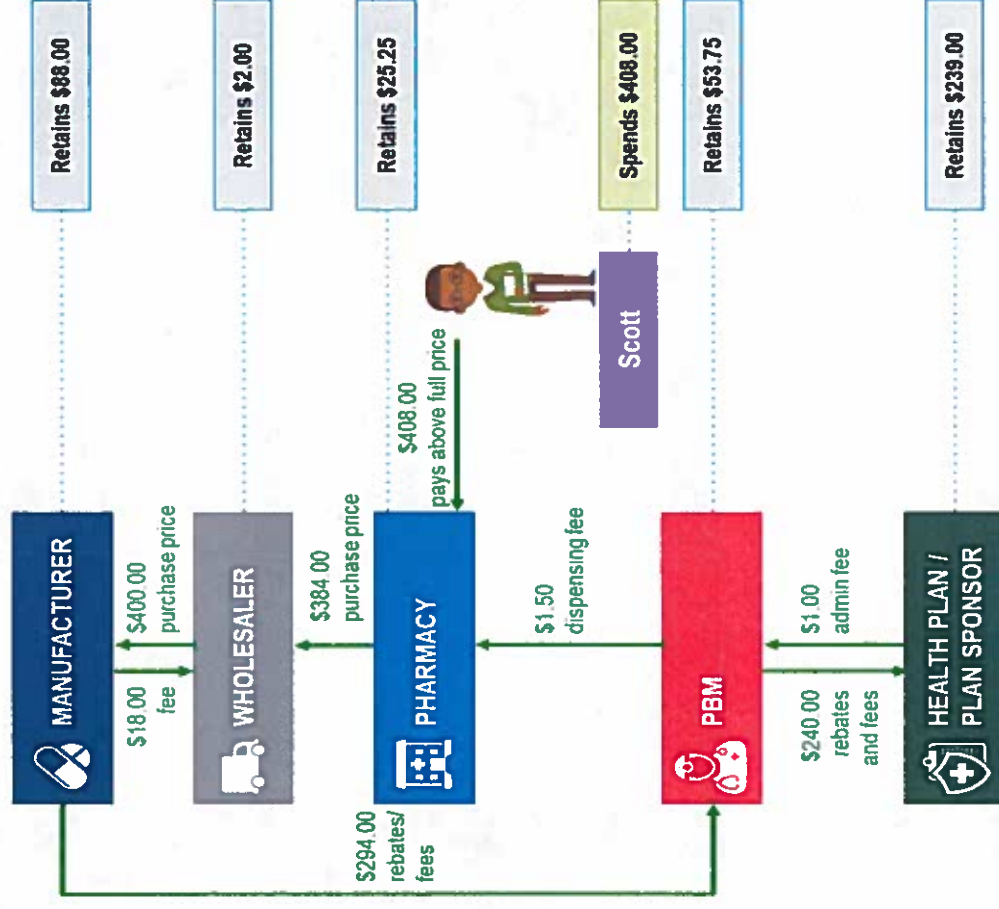 MANUFACTURER
Retains $88.00
$18.00
fee
$400.00
purchase price
WHOLESALER
Retains $2.00
$384.00
purchase price
$294.00
rebates/
fees
PHARMACY
Retains $25.25
$408.00
pays above full price
$1.50
dispensing fee
Scott
Spends $408.00
PBM
Retains $53.75
$240.00
rebates
and fees
$1.00
admin fee
HEALTH PLAN /
PLAN SPONSOR
Retains $239.00